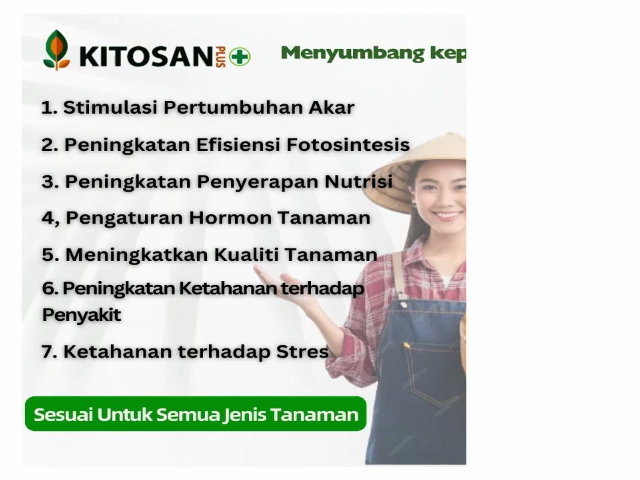 KITOSAN PLUS
Menyumbang kep
1. Stimulasi Pertumbuhan Akar
2. Peningkatan Efisiensi Fotosintesis
3. Peningkatan Penyerapan Nutrisi
4, Pengaturan Hormon Tanaman
5. Meningkatkan Kualiti Tanaman
6. Peningkatan Ketahanan terhadap
Penyakit
7. Ketahanan terhadap Stres
Sesuai Untuk Semua Jenis Tanaman